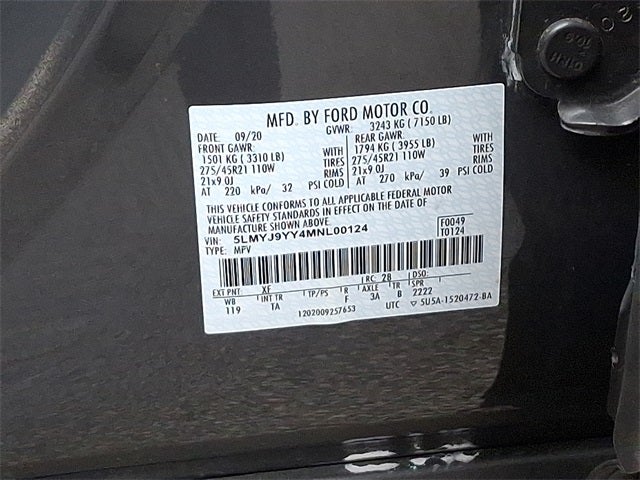 MFD. BY FORD MOTOR CO.
DATE: 09/20 GVWR: 3243 KG ( 7150 LB)
FRONT GAWR: REAR GAWR:
1501 KG ( 3310 LB) WITH 1794 KG ( 3955 LB) WITH
275/45R21 110W TIRES 275/45R21 110W TIRES
21x9.0J RIMS 21x9.0J RIMS
AT 220 kPa/ 32 PSI COLD AT 270 kPa/ 39 PSI COLD
THIS VEHICLE CONFORMS TO ALL APPLICABLE FEDERAL MOTOR
VEHICLE SAFETY STANDARDS IN EFFECT ON THE DATE OF
MANUFACTURE SHOWN ABOVE.
VIN: 5LMYJ9YY4MNL00124 F0049
TYPE: MPV T0124
EXT PNT: XF RC: 28 DSO:
WB INT TR TP/PS R AXLE SPR
119 TA F 3A B 2222
1202009257653 UTC ▽ 5U5A-1520472-BA
10.9